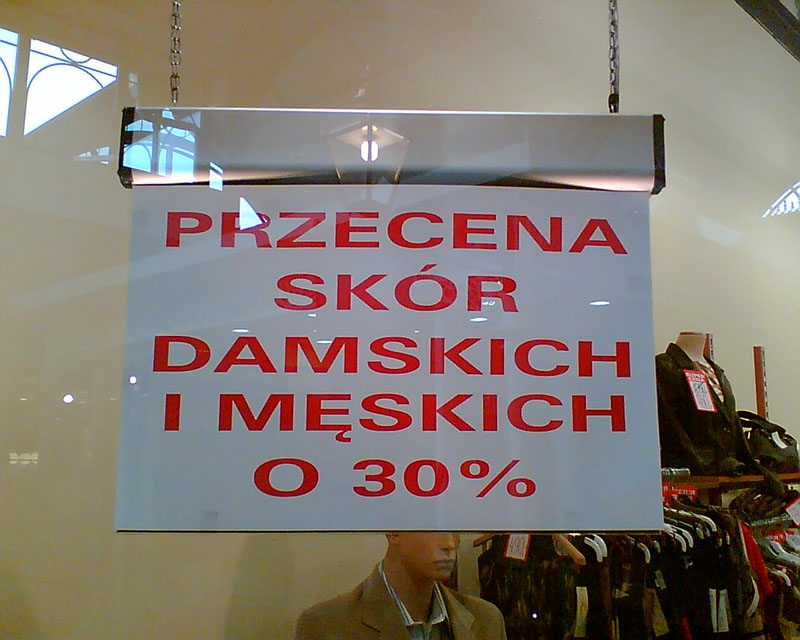 PRZECENA
SKÓR
DAMSKICH
I MĘSKICH
O 30%